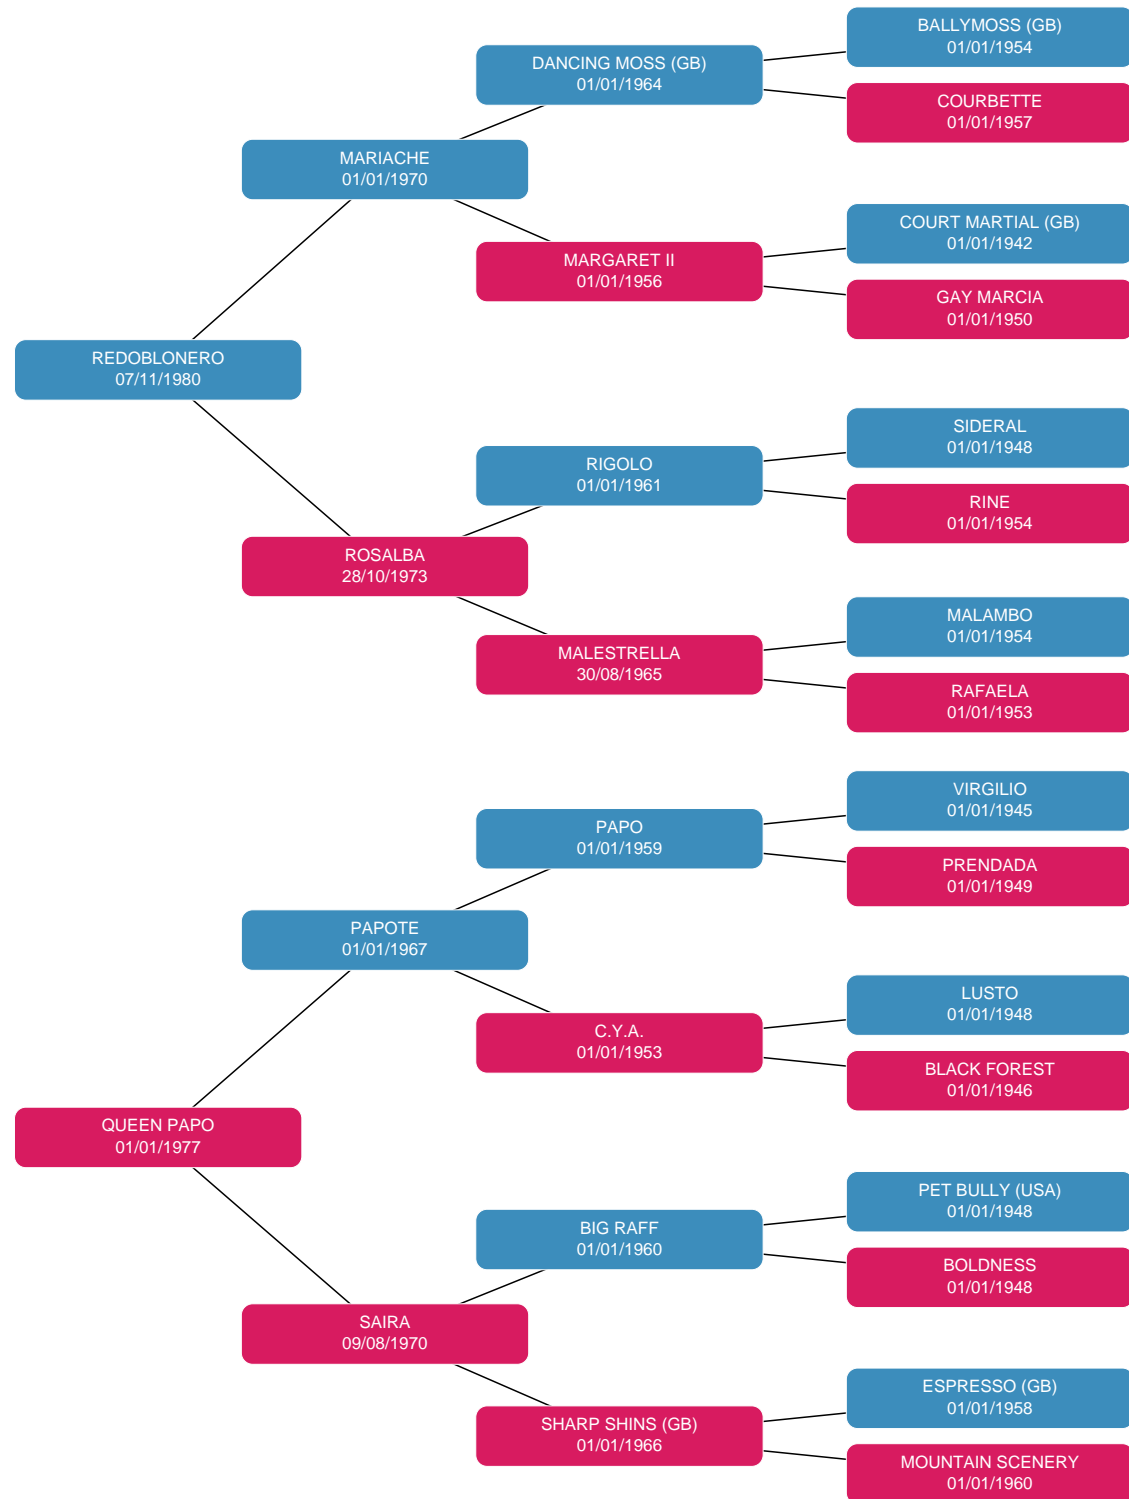 BALLYMOSS (GB)
01/01/1954
DANCING MOSS (GB)
01/01/1964
COURBETTE
01/01/1957
MARIACHE
01/01/1970
COURT MARTIAL (GB)
01/01/1942
MARGARET II
01/01/1956
GAY MARCIA
01/01/1950
REDOBLONERO
07/11/1980
SIDERAL
01/01/1948
RIGOLO
01/01/1961
RINE
01/01/1954
ROSALBA
28/10/1973
MALAMBO
01/01/1954
MALESTRELLA
30/08/1965
RAFAELA
01/01/1953
VIRGILIO
01/01/1945
PAPO
01/01/1959
PRENDADA
01/01/1949
PAPOTE
01/01/1967
LUSTO
01/01/1948
C.Y.A.
01/01/1953
BLACK FOREST
01/01/1946
QUEEN PAPO
01/01/1977
PET BULLY (USA)
01/01/1948
BIG RAFF
01/01/1960
BOLDNESS
01/01/1948
SAIRA
09/08/1970
ESPRESSO (GB)
01/01/1958
SHARP SHINS (GB)
01/01/1966
MOUNTAIN SCENERY
01/01/1960